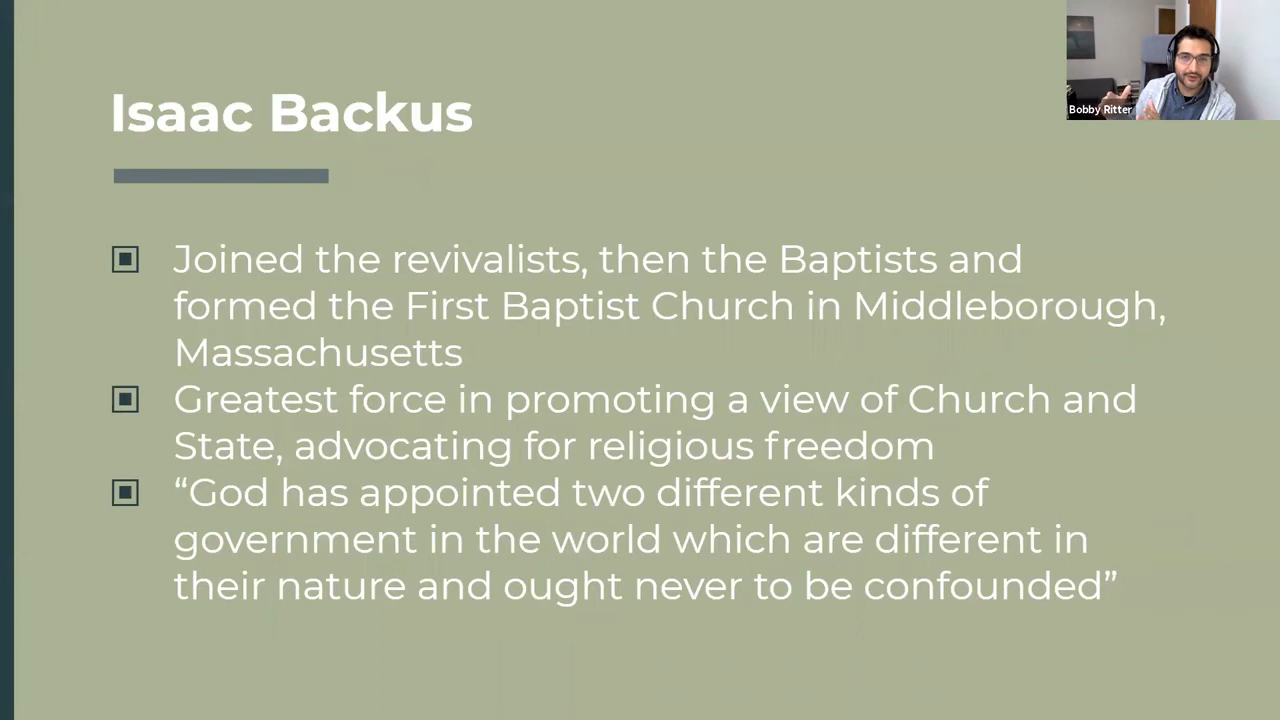 Isaac Backus
Bobby Ritter
Joined the revivalists, then the Baptists and
formed the First Baptist Church in Middleborough,
Massachusetts
Greatest force in promoting a view of Church and
State, advocating for religious freedom
“God has appointed two different kinds of
government in the world which are different in
their nature and ought never to be confounded”